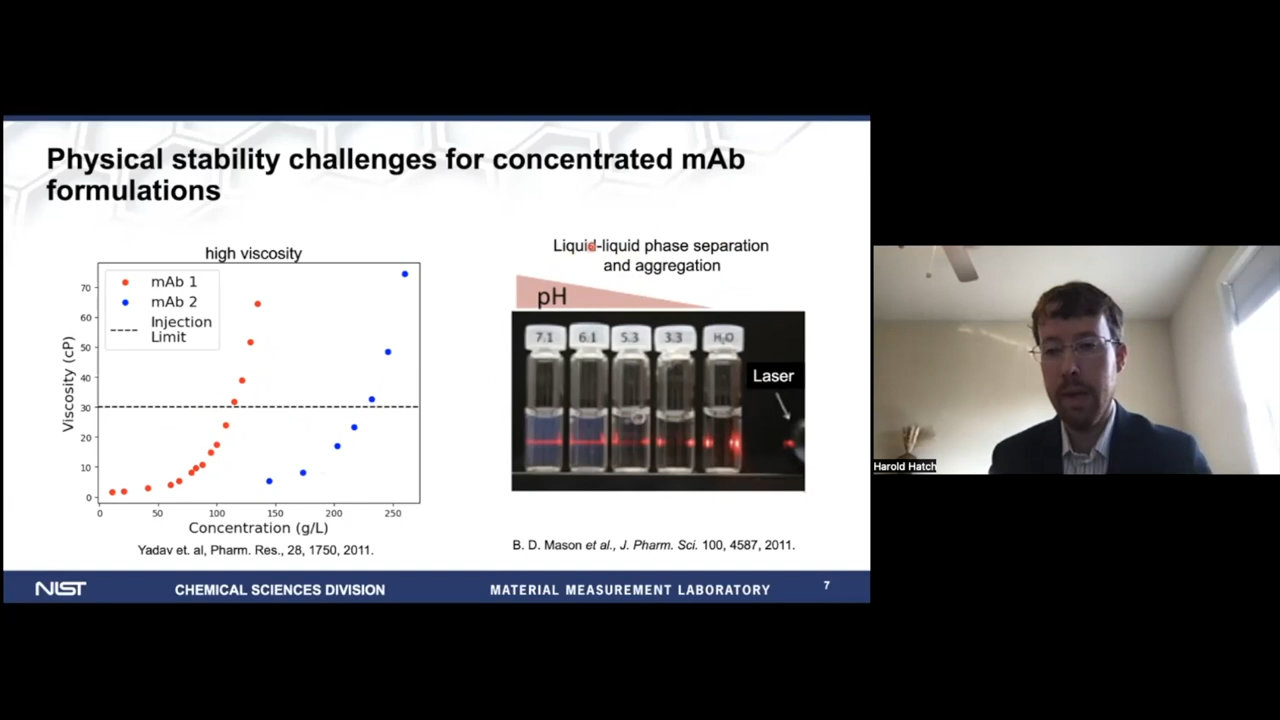 Physical stability challenges for concentrated mAb
formulations
high viscosity
mAb 1
mAb 2
Injection
Limit
Viscosity (cP)
70
60
50
40
30
20
10
0
0
50
100
150
200
250
Concentration (g/L)
Yadav et. al, Pharm. Res., 28, 1750, 2011.
Liquid-liquid phase separation
and aggregation
pH
7.1
6.1
5.3
3.3
H₂O
Laser
B. D. Mason et al., J. Pharm. Sci. 100, 4587, 2011.
NIST
CHEMICAL SCIENCES DIVISION
MATERIAL MEASUREMENT LABORATORY
7
Harold Hatch